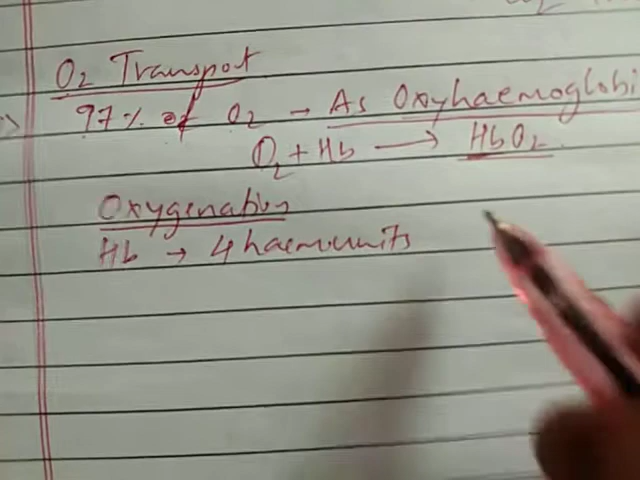 O2 Transport
97% of O2 → As Oxyhaemoglobi
O2 + Hb → HbO2
Oxygenation
Hb → 4 haemunits